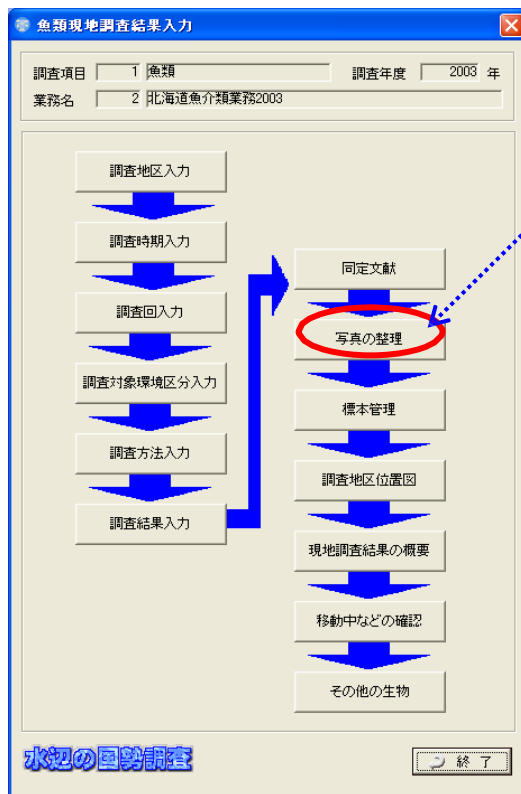 魚類現地調査結果入力
調査項目 1 魚類 調査年度 2003 年
業務名 2 北海道魚介類業務2003
調査地区入力
調査時期入力
調査回入力
調査対象環境区分入力
調査方法入力
調査結果入力
同定文献
写真の整理
標本管理
調査地区位置図
現地調査結果の概要
移動中などの確認
その他の生物
水辺の国勢調査
終 了